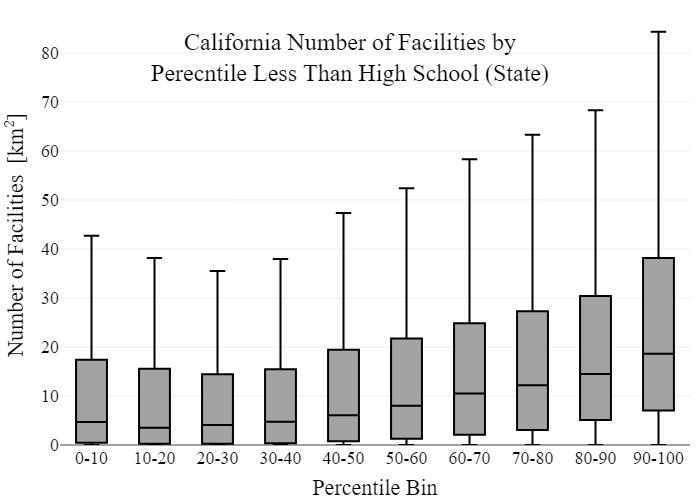 California Number of Facilities by
Perecntile Less Than High School (State)
Number of Facilities [km²]
80
70
60
50
40
30
20
10
0
0-10 10-20 20-30 30-40 40-50 50-60 60-70 70-80 80-90 90-100
Percentile Bin